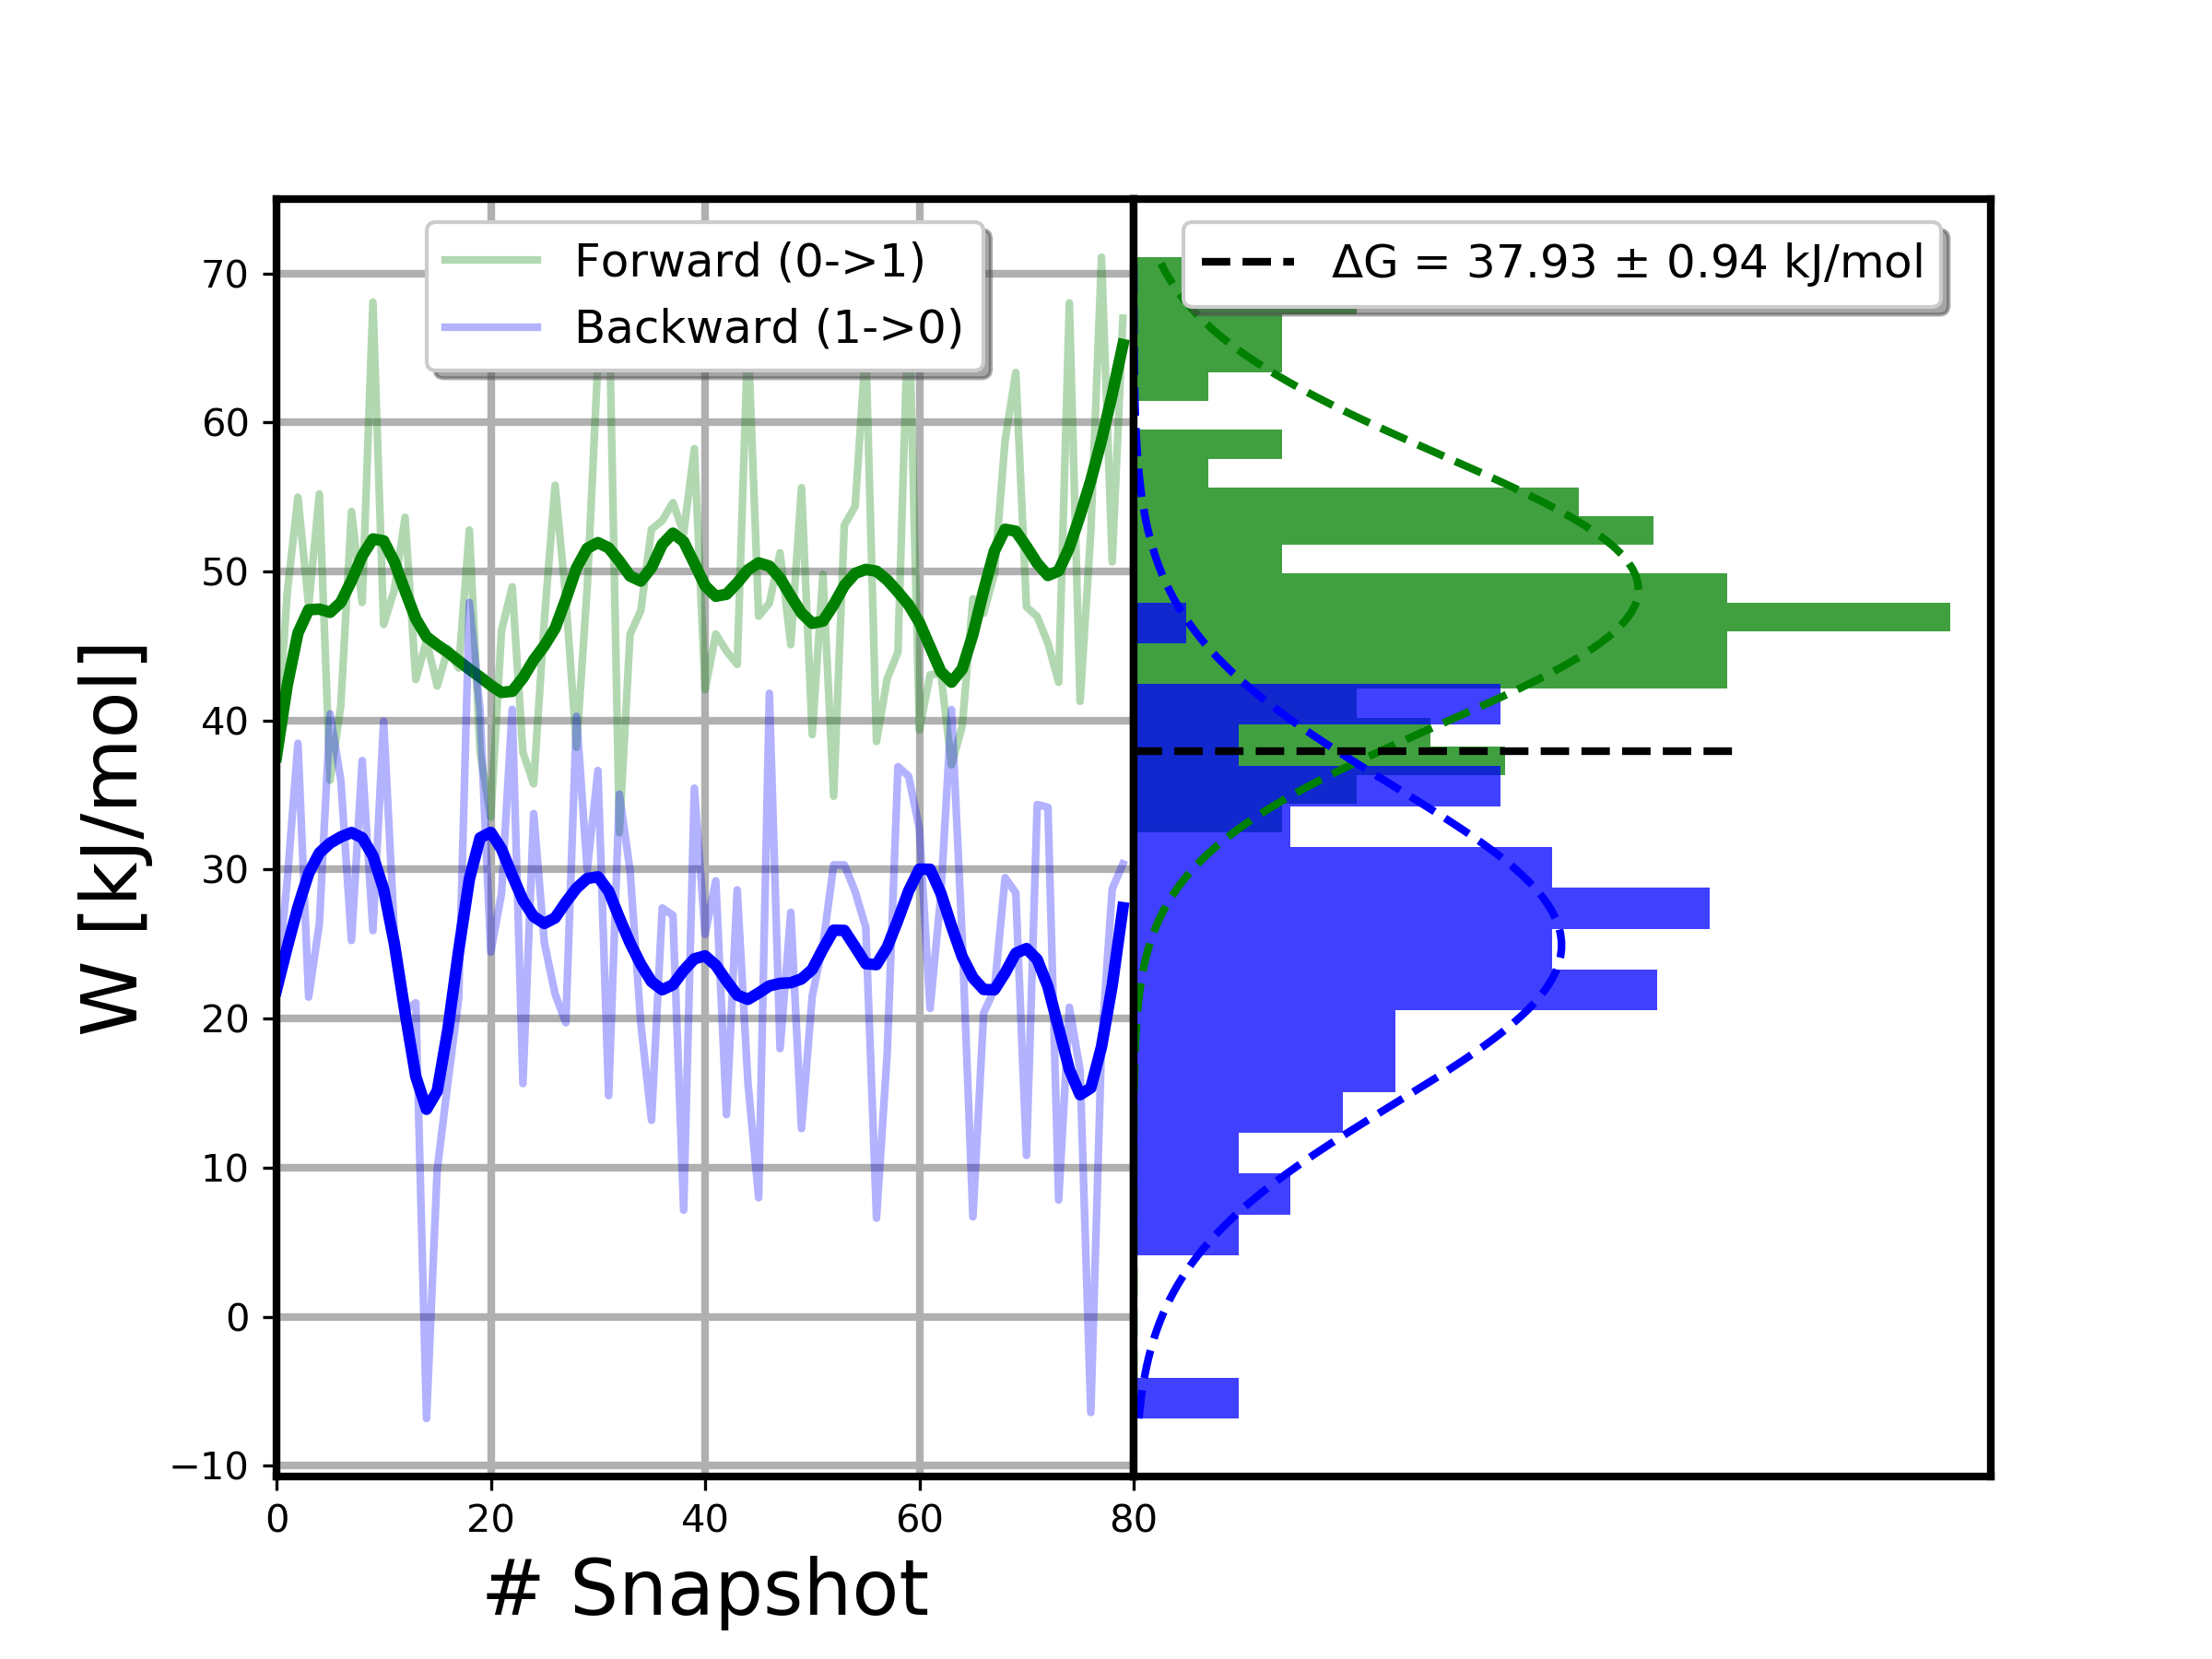 Forward (0->1)
Backward (1->0)
ΔG = 37.93 ± 0.94 kJ/mol
W [kJ/mol]
70
60
50
40
30
20
10
0
−10
0 20 40 60 80
# Snapshot